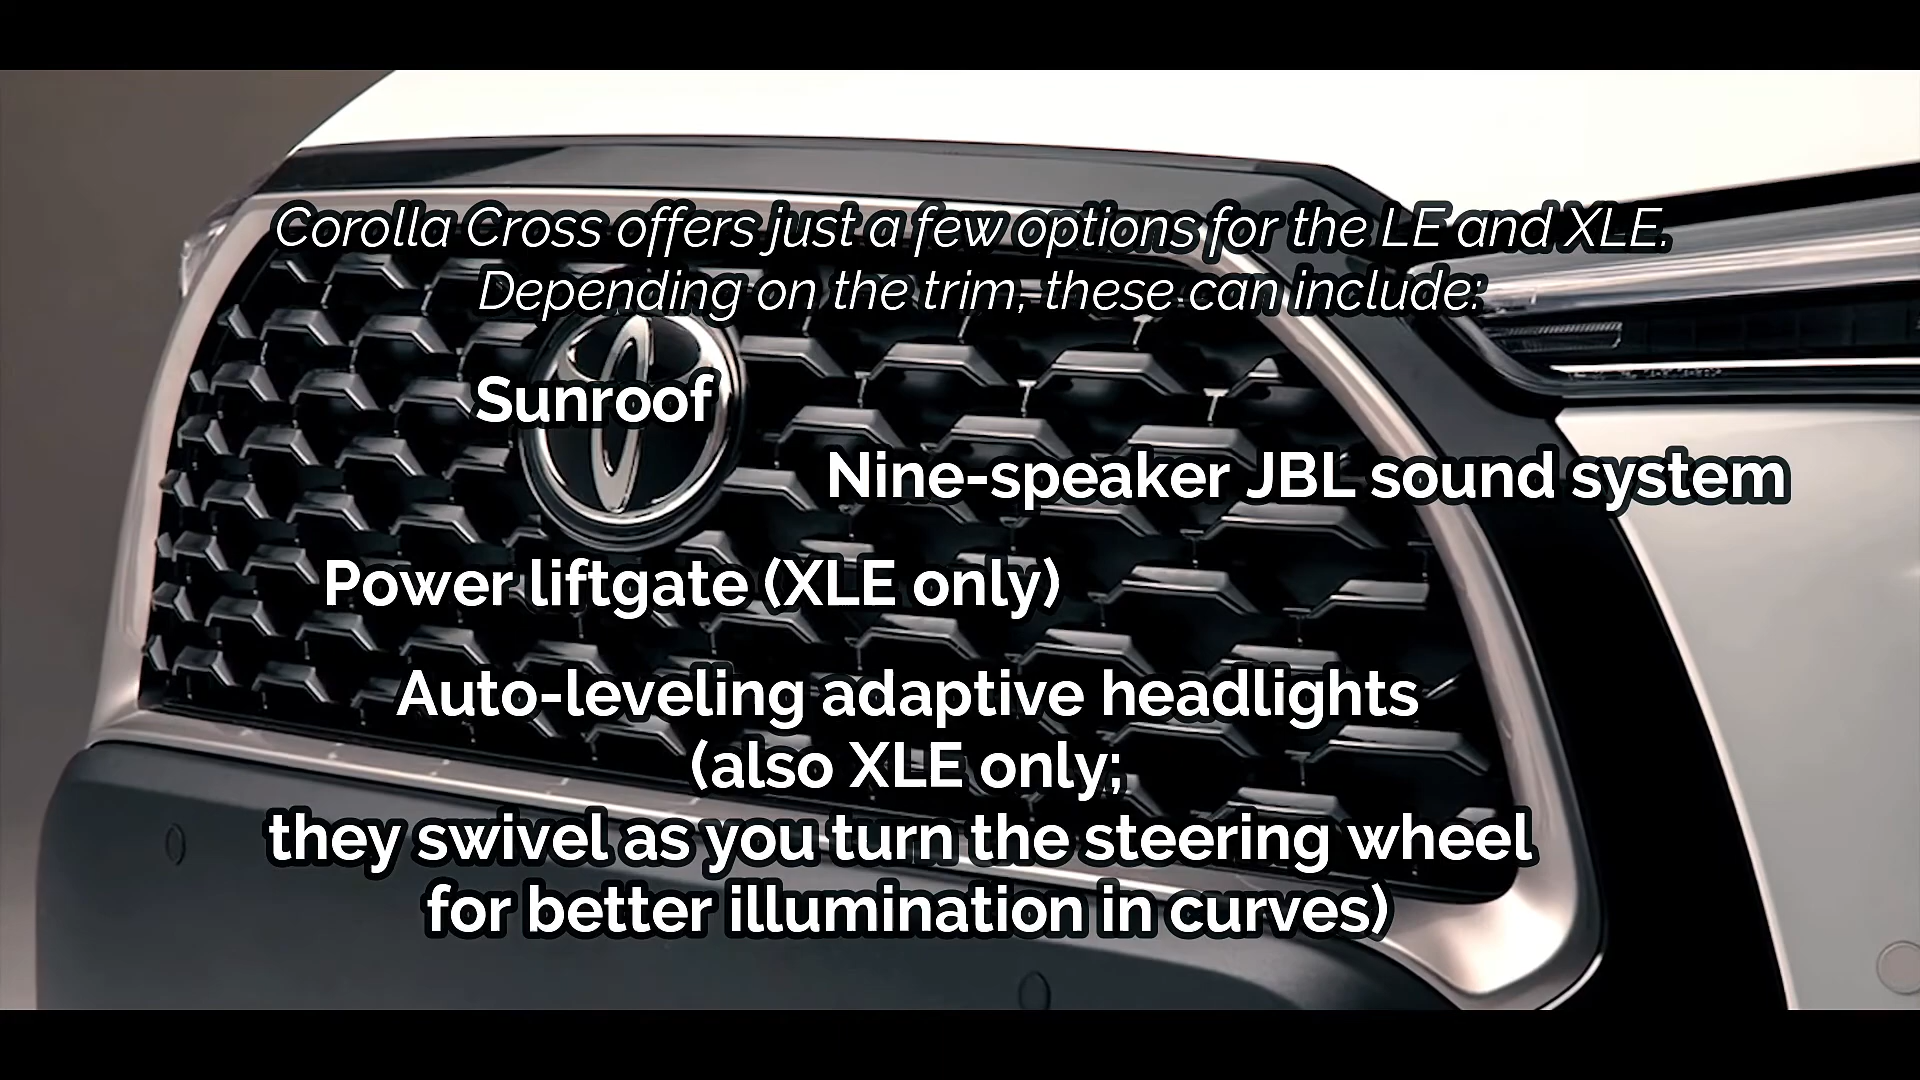 Corolla Cross offers just a few options for the LE and XLE.
Depending on the trim, these can include:
Sunroof
Nine-speaker JBL sound system
Power liftgate (XLE only)
Auto-leveling adaptive headlights
(also XLE only;
they swivel as you turn the steering wheel
for better illumination in curves)